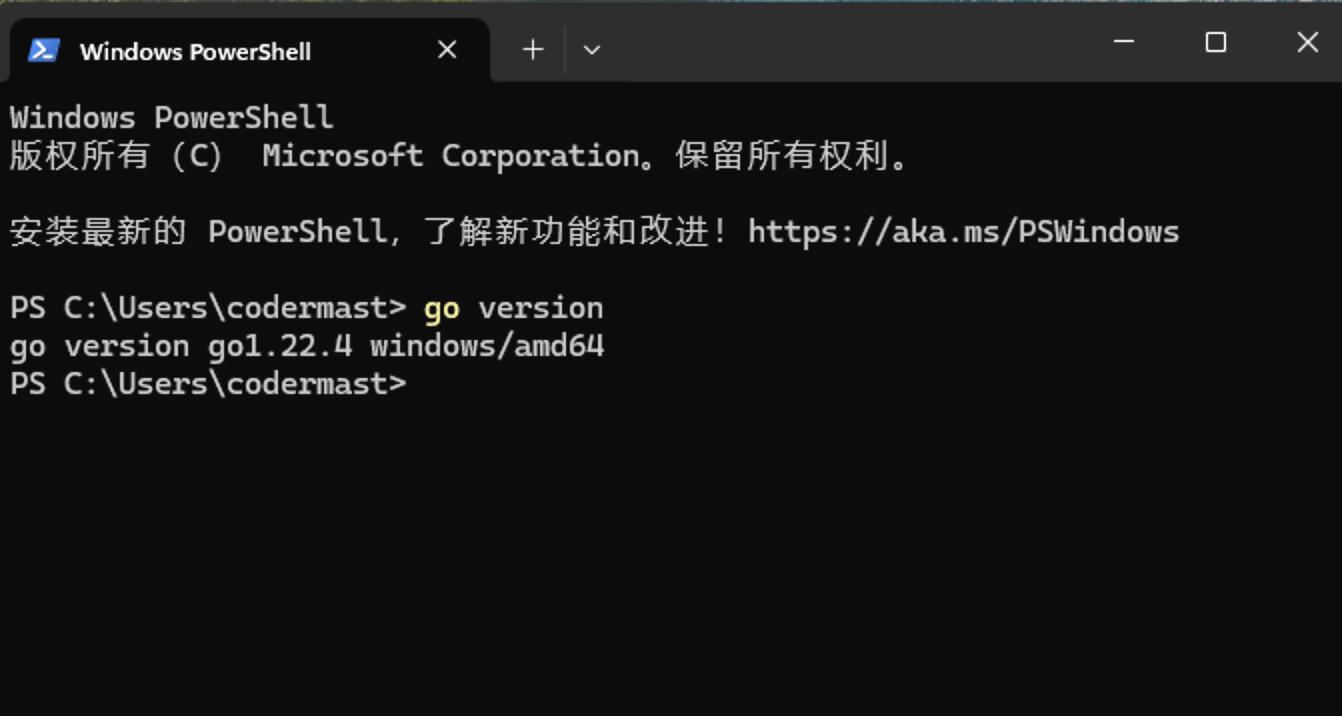 Windows PowerShell
Windows PowerShell
版权所有 (C)  Microsoft Corporation。保留所有权利。
安装最新的 PowerShell，了解新功能和改进！https://aka.ms/PSWindows
PS C:\Users\codermast> go version
go version go1.22.4 windows/amd64
PS C:\Users\codermast>